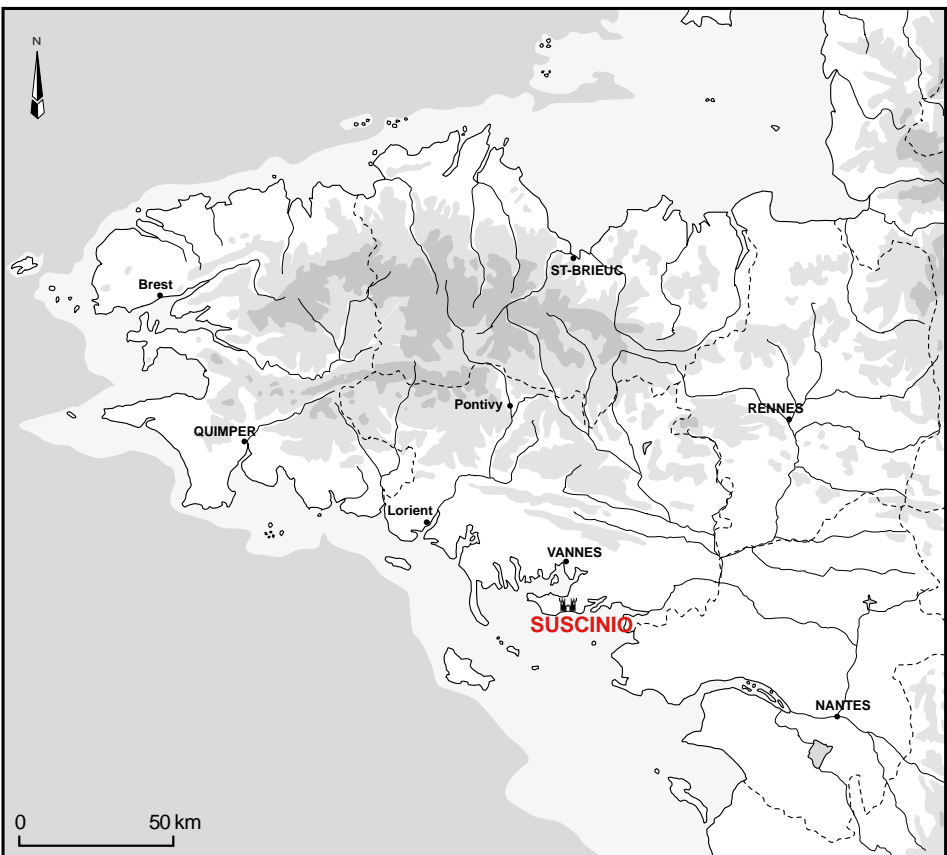 N
ST-BRIEUC
Brest
Pontivy
RENNES
QUIMPER
Lorient
VANNES
SUSCINIO
NANTES
0 50 km